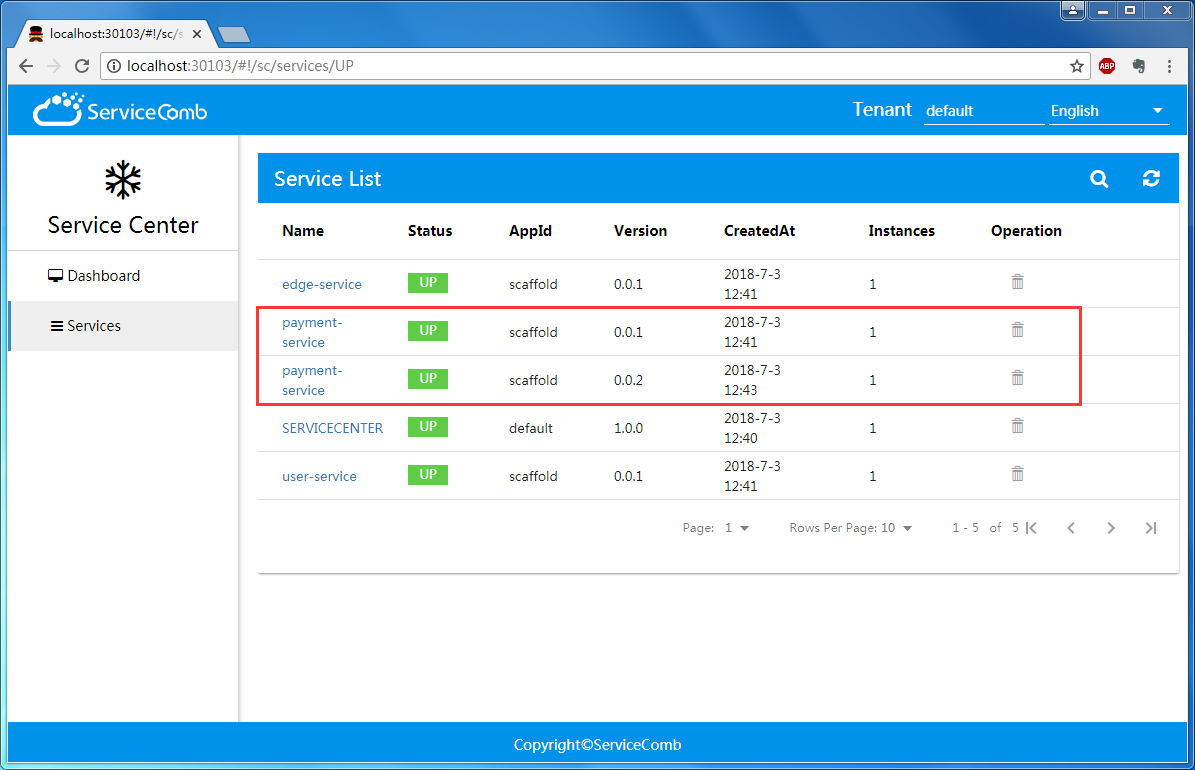 localhost:30103/#!/sc/s
localhost:30103/#!/sc/services/UP
ABP
ServiceComb
Tenant default English
Service Center
Dashboard
Services
Service List
Name Status AppId Version CreatedAt Instances Operation
edge-service UP scaffold 0.0.1 2018-7-3 12:41 1
payment-service UP scaffold 0.0.1 2018-7-3 12:41 1
payment-service UP scaffold 0.0.2 2018-7-3 12:43 1
SERVICECENTER UP default 1.0.0 2018-7-3 12:40 1
user-service UP scaffold 0.0.1 2018-7-3 12:41 1
Page: 1 Rows Per Page: 10 1 - 5 of 5
Copyright©ServiceComb